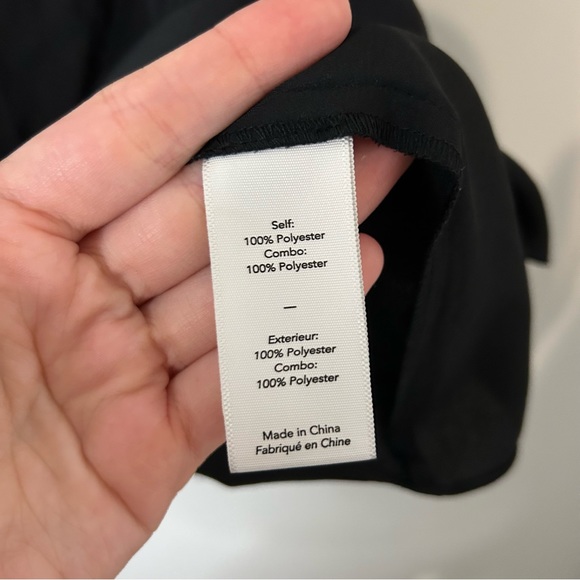 Self:
100% Polyester
Combo:
100% Polyester
—
Exterieur:
100% Polyester
Combo:
100% Polyester
Made in China
Fabriqué en Chine